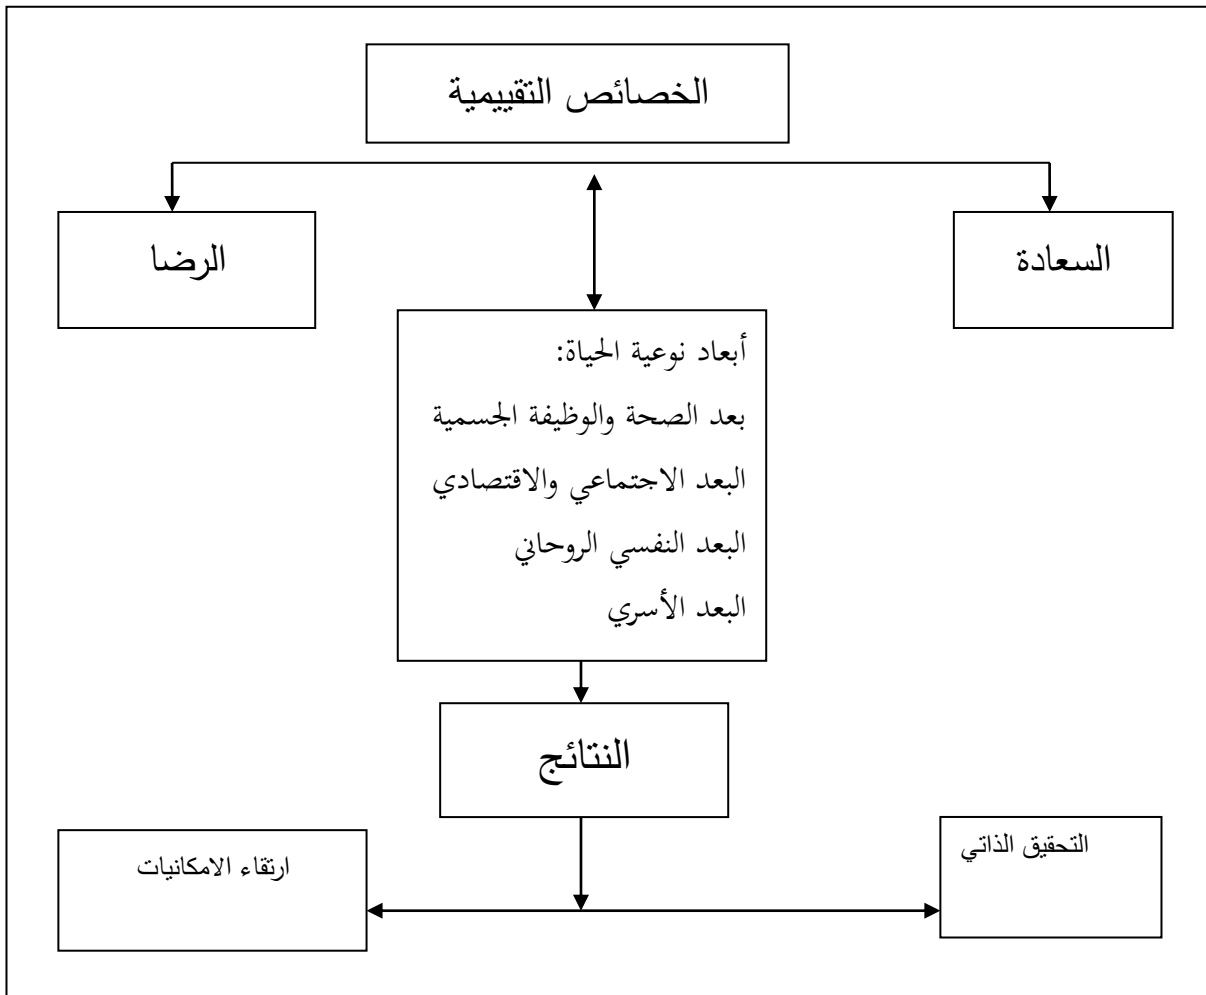 الخصائص التقييمية
السعادة
الرضا
أبعاد نوعية الحياة:
بعد الصحة والوظيفة الجسمية
البعد الاجتماعي والاقتصادي
البعد النفسي الروحاني
البعد الأسري
النتائج
التحقيق الذاتي
ارتقاء الامكانيات